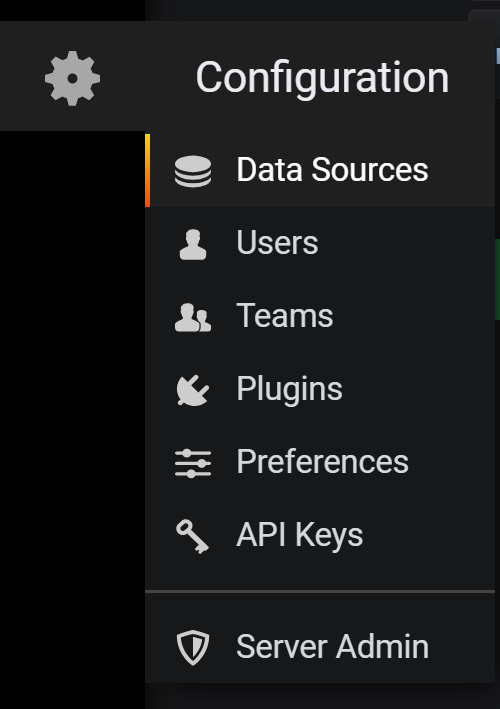 Configuration
Data Sources
Users
Teams
Plugins
Preferences
API Keys
Server Admin